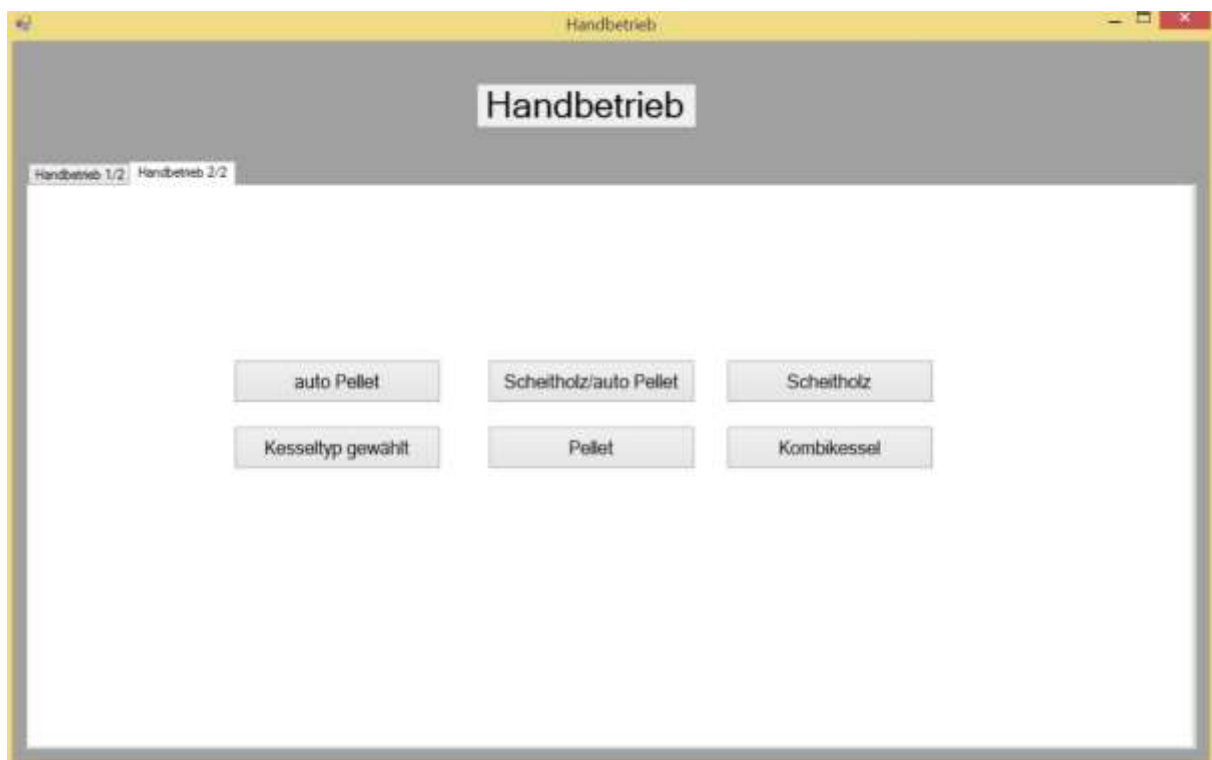 Handbetrieb
Handbetrieb
Handbetrieb 1/2 Handbetrieb 2/2
auto Pellet Scheitholz/auto Pellet Scheitholz
Kesseltyp gewählt Pellet Kombikessel